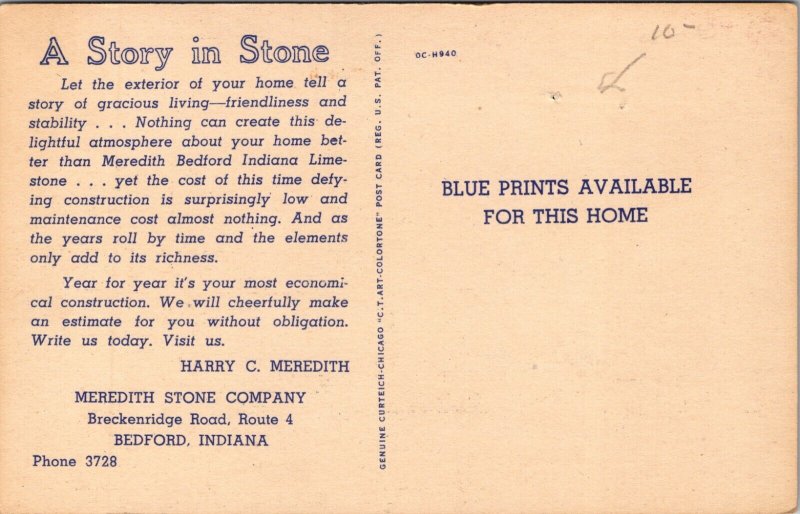 A Story in Stone
Let the exterior of your home tell a
story of gracious living—friendliness and
stability . . . Nothing can create this de-
lightful atmosphere about your home bet-
ter than Meredith Bedford Indiana Lime-
stone . . . yet the cost of this time defy-
ing construction is surprisingly low and
maintenance cost almost nothing. And as
the years roll by time and the elements
only add to its richness.
Year for year it's your most economi-
cal construction. We will cheerfully make
an estimate for you without obligation.
Write us today. Visit us.
HARRY C. MEREDITH
MEREDITH STONE COMPANY
Breckenridge Road, Route 4
BEDFORD, INDIANA
Phone 3728
GENUINE CURTEICH-CHICAGO "C.T.ART-COLORTONE" POST CARD (REG. U.S. PAT. OFF.)
OC-H940
10-
BLUE PRINTS AVAILABLE
FOR THIS HOME